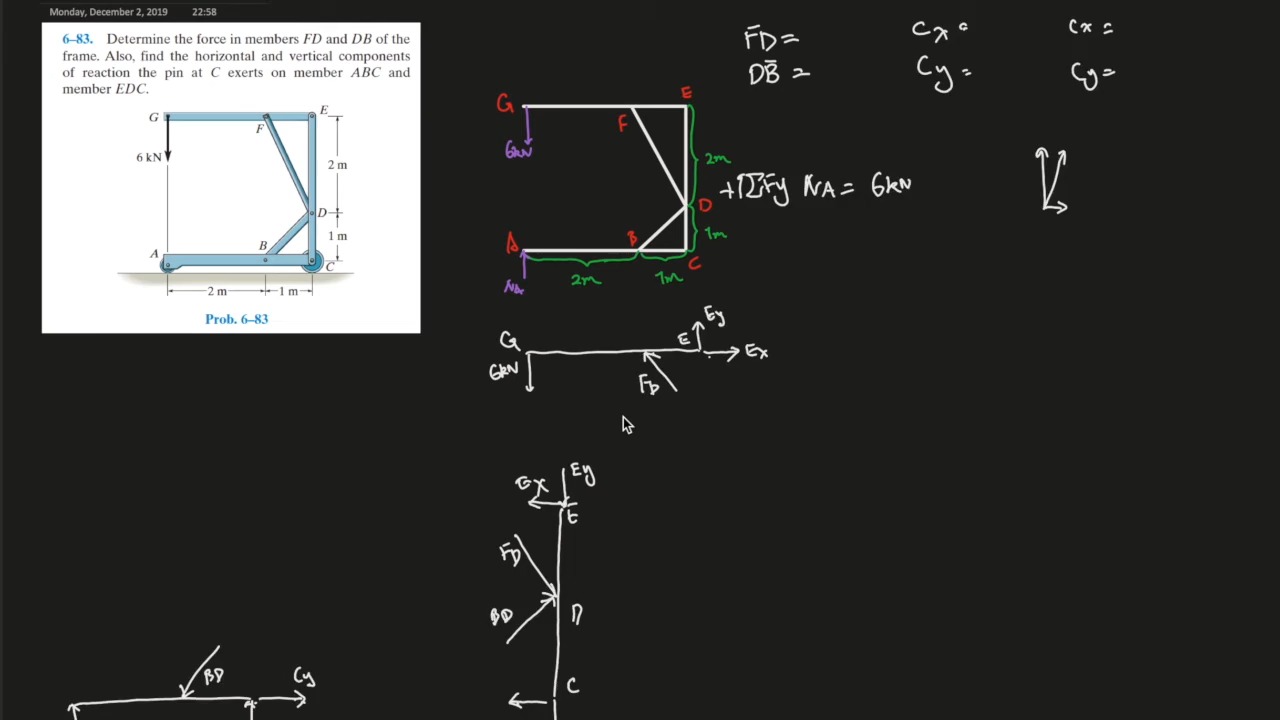 Monday, December 2, 2019 22:58
6–83. Determine the force in members FD and DB of the
frame. Also, find the horizontal and vertical components
of reaction the pin at C exerts on member ABC and
member EDC.
G
E
F
6 kN
2 m
D
1 m
B
A
C
2 m
1 m
Prob. 6–83
FD =
DB =
Cx =
Cy =
Cx =
Cy =
G
E
F
6kN
2m
D
1m
B
A
C
NA
2m
1m
+↑ΣFy NA = 6kN
G
E
Ey
Ex
6kN
FD
Ex
Ey
E
FD
BD
D
C
BD
Cy